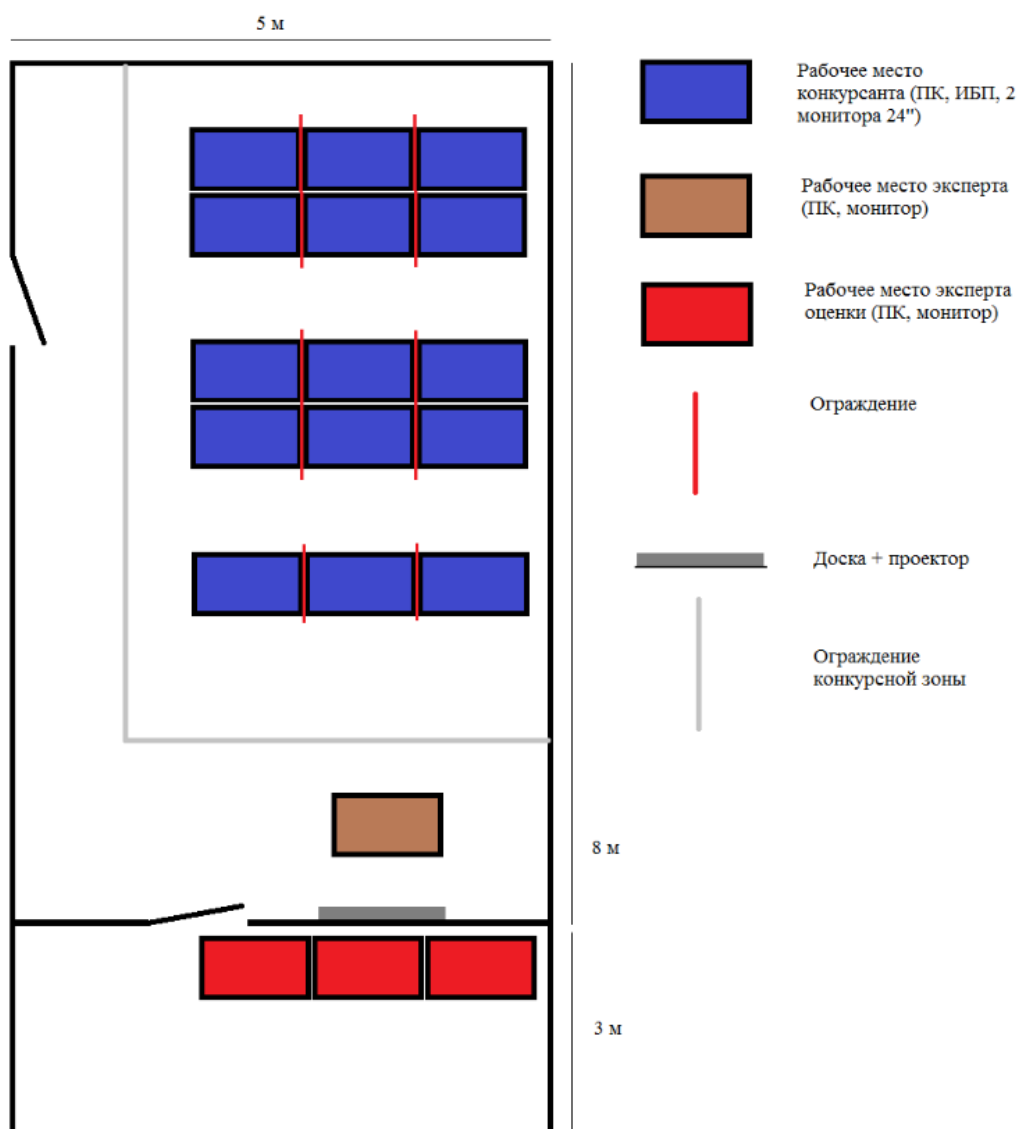 5 м
Рабочее место
конкурсанта (ПК, ИБП, 2
монитора 24")
Рабочее место эксперта
(ПК, монитор)
Рабочее место эксперта
оценки (ПК, монитор)
Ограждение
Доска + проектор
Ограждение
конкурсной зоны
8 м
3 м